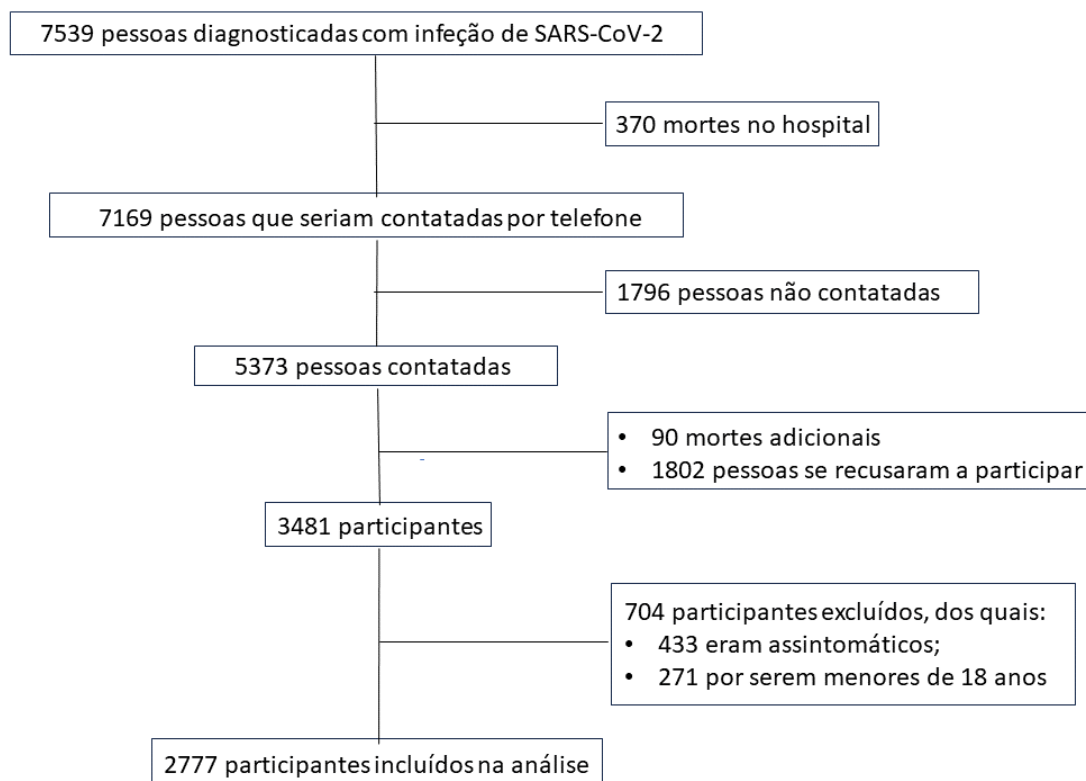 7539 pessoas diagnosticadas com infeção de SARS-CoV-2
370 mortes no hospital
7169 pessoas que seriam contatadas por telefone
1796 pessoas não contatadas
5373 pessoas contatadas
• 90 mortes adicionais
• 1802 pessoas se recusaram a participar
3481 participantes
704 participantes excluídos, dos quais:
• 433 eram assintomáticos;
• 271 por serem menores de 18 anos
2777 participantes incluídos na análise